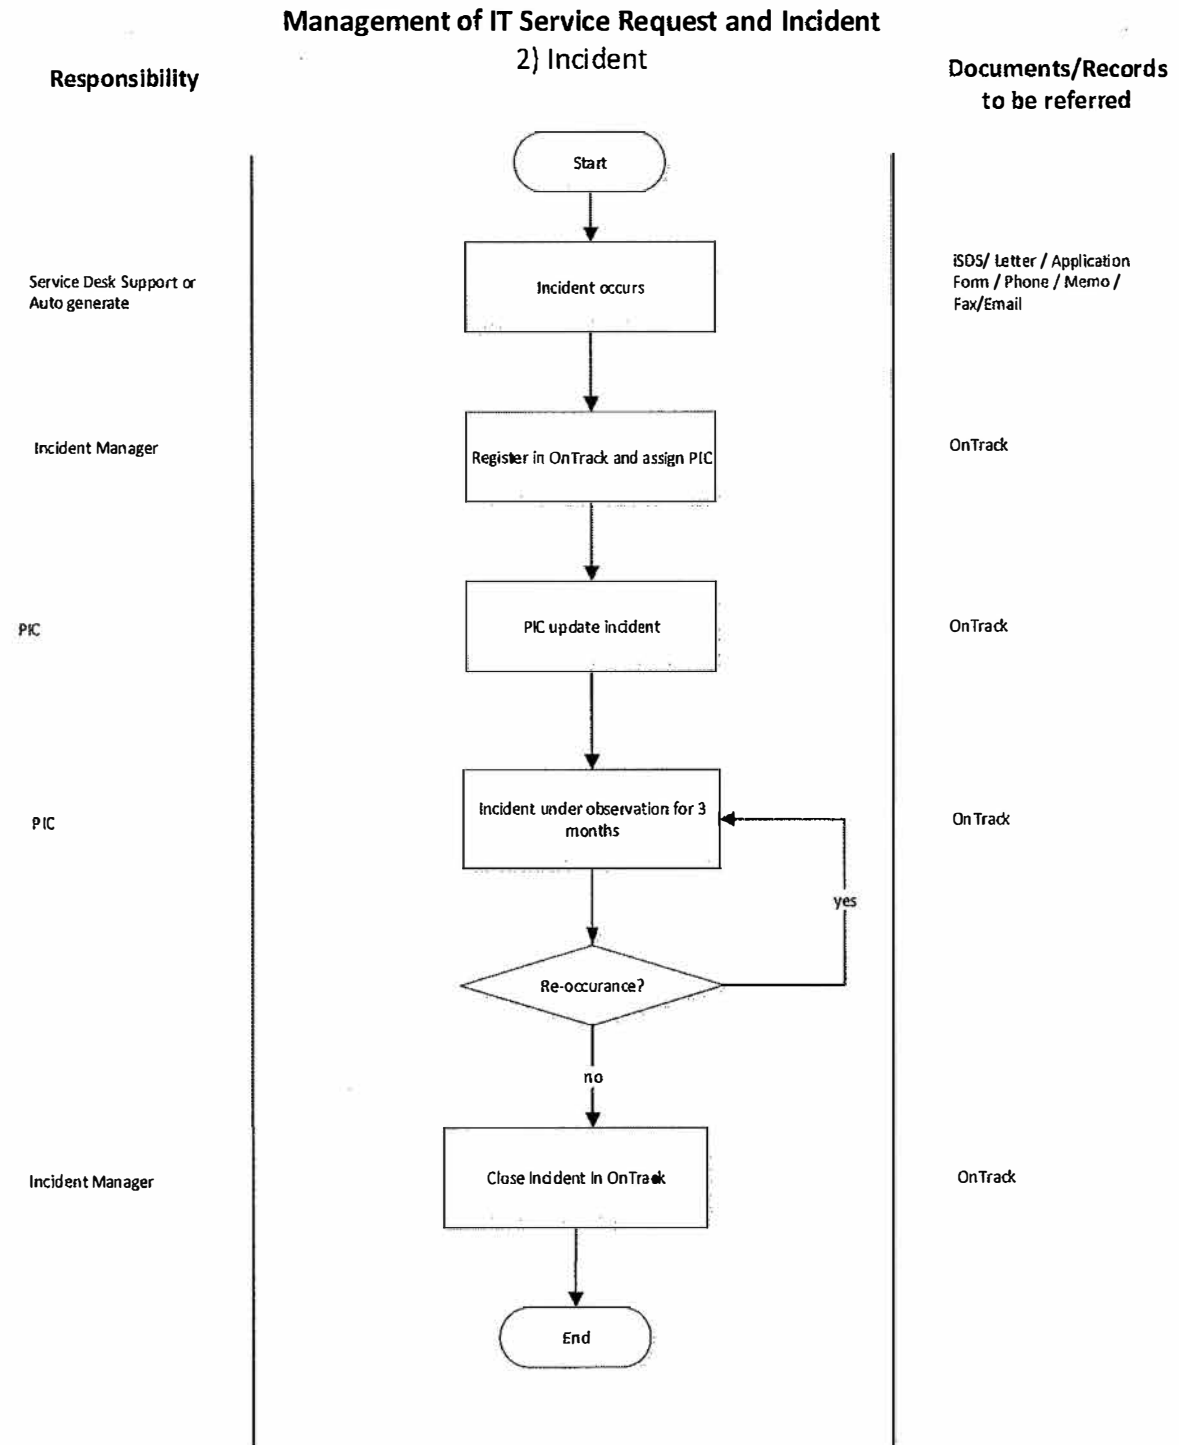 Management of IT Service Request and Incident
2) Incident
Responsibility
Documents/Records
to be referred
Start
Service Desk Support or
Auto generate
Incident occurs
iSDS/ Letter / Application
Form / Phone / Memo /
Fax/Email
Incident Manager
Register in OnTrack and assign PIC
OnTrack
PIC
PIC update incident
OnTrack
PIC
Incident under observation for 3
months
OnTrack
yes
Re-occurance?
no
Incident Manager
Close Incident In OnTrack
OnTrack
End